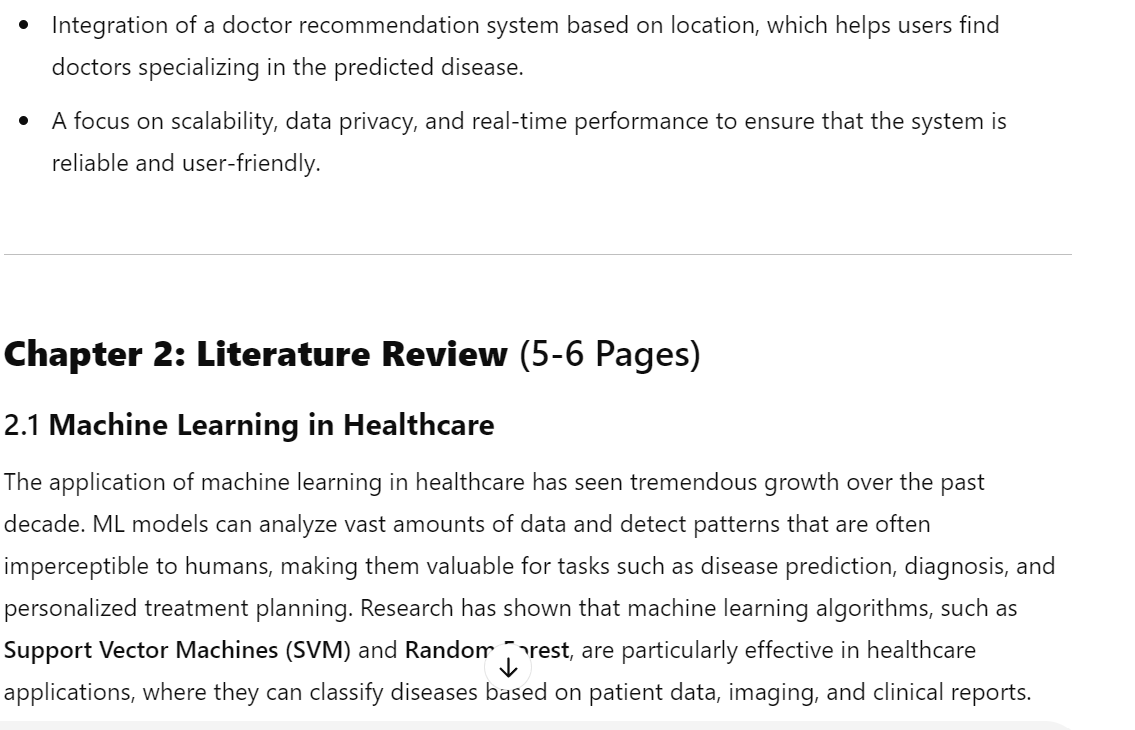 Integration of a doctor recommendation system based on location, which helps users find
doctors specializing in the predicted disease.
A focus on scalability, data privacy, and real-time performance to ensure that the system is
reliable and user-friendly.
Chapter 2: Literature Review (5-6 Pages)
2.1 Machine Learning in Healthcare
The application of machine learning in healthcare has seen tremendous growth over the past
decade. ML models can analyze vast amounts of data and detect patterns that are often
imperceptible to humans, making them valuable for tasks such as disease prediction, diagnosis, and
personalized treatment planning. Research has shown that machine learning algorithms, such as
Support Vector Machines (SVM) and Random Forest, are particularly effective in healthcare
applications, where they can classify diseases based on patient data, imaging, and clinical reports.